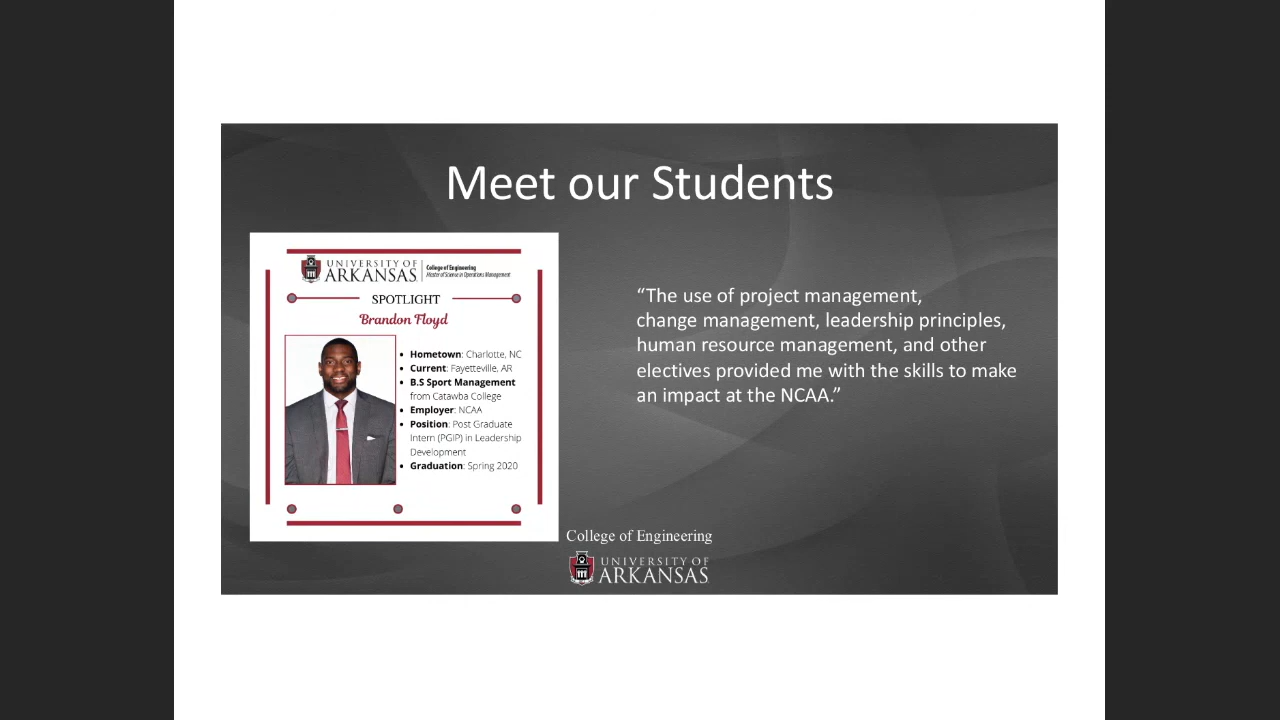 Meet our Students
UNIVERSITY OF
ARKANSAS
College of Engineering
Master of Science in Operations Management
SPOTLIGHT
Brandon Floyd
• Hometown: Charlotte, NC
• Current: Fayetteville, AR
• B.S Sport Management
from Catawba College
• Employer: NCAA
• Position: Post Graduate
Intern (PGIP) in Leadership
Development
• Graduation: Spring 2020
“The use of project management,
change management, leadership principles,
human resource management, and other
electives provided me with the skills to make
an impact at the NCAA.”
College of Engineering
UNIVERSITY OF
ARKANSAS